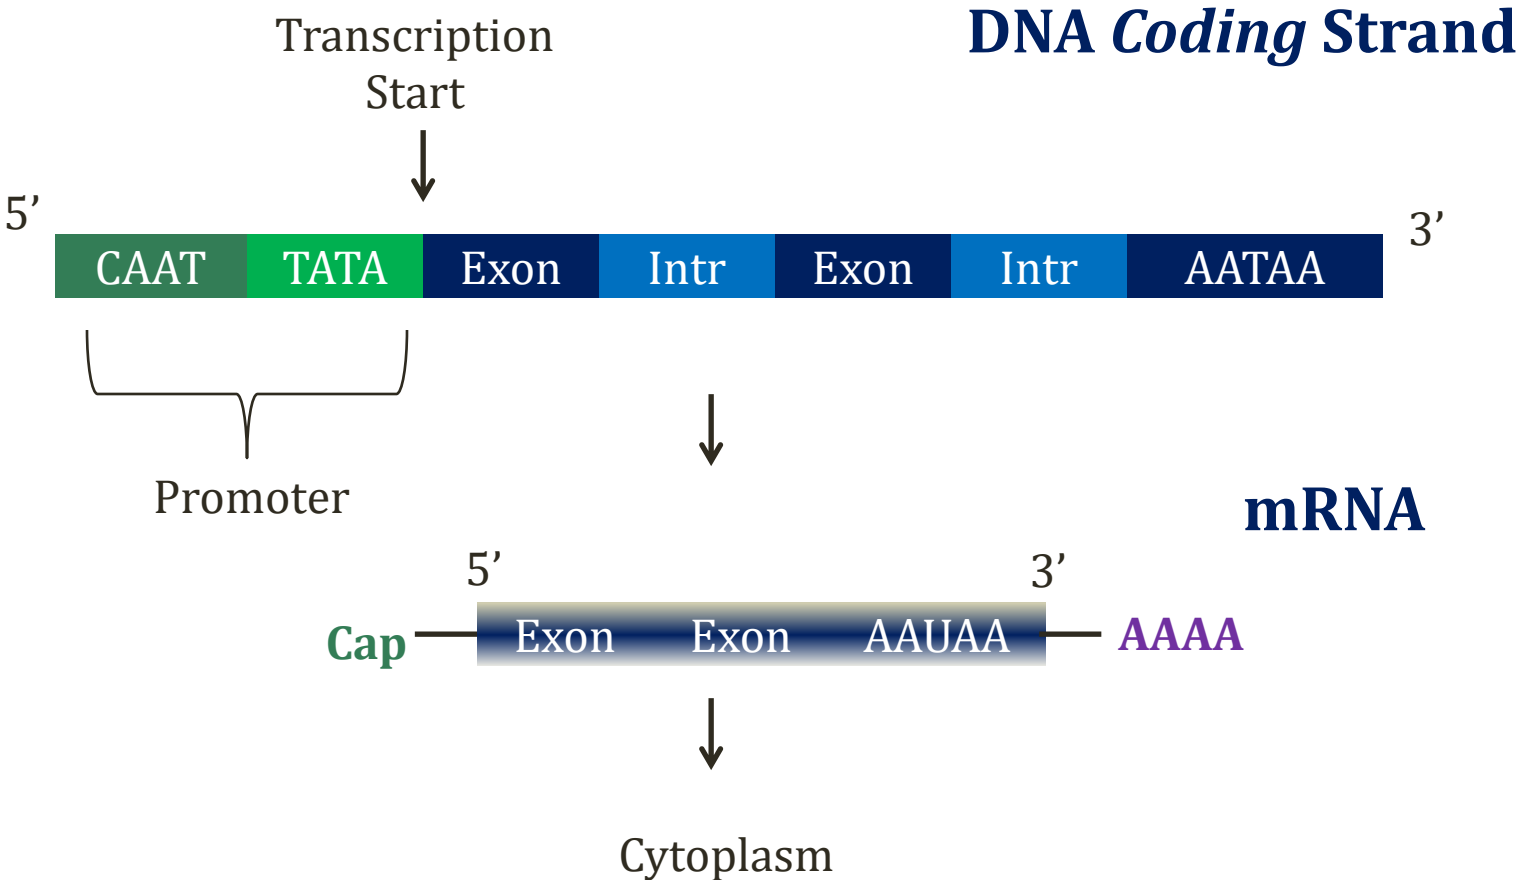 DNA Coding Strand
Transcription
Start
5’
3’
CAAT TATA Exon Intr Exon Intr AATAA
Promoter
mRNA
5’ 3’
Cap Exon Exon AAUAA AAAA
Cytoplasm